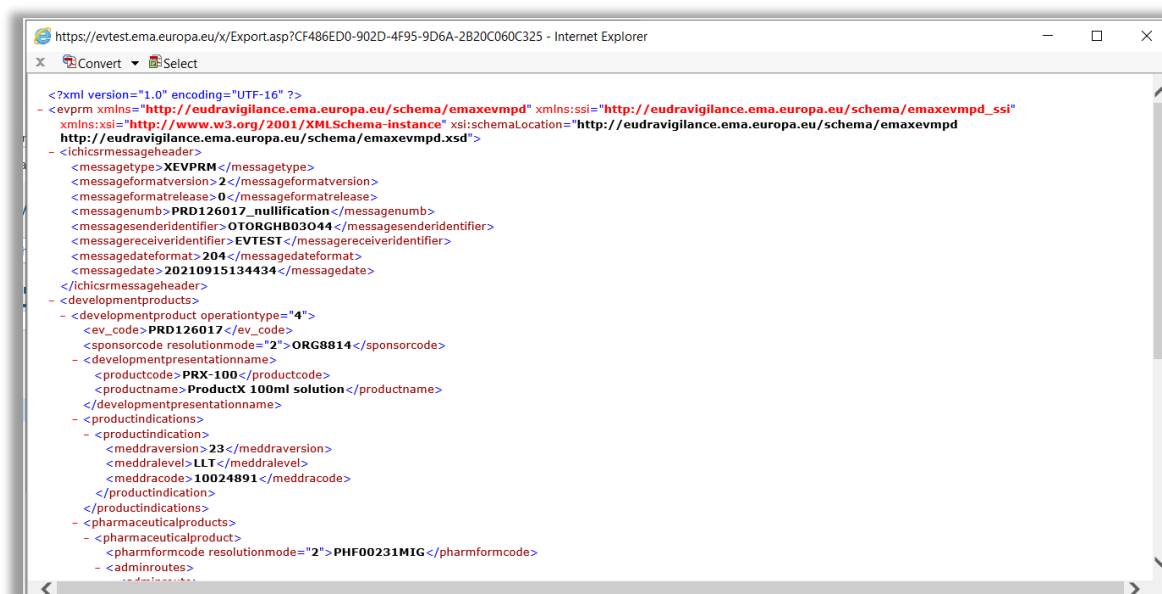 https://evtest.ema.europa.eu/x/Export.asp?CF486ED0-902D-4F95-9D6A-2B20C060C325 - Internet Explorer
x Convert ▼ Select
<?xml version="1.0" encoding="UTF-16" ?>
- <evprm xmlns="http://eudravigilance.ema.europa.eu/schema/emaxevmpd" xmlns:ssi="http://eudravigilance.ema.europa.eu/schema/emaxevmpd_ssi"
xmlns:xsi="http://www.w3.org/2001/XMLSchema-instance" xsi:schemaLocation="http://eudravigilance.ema.europa.eu/schema/emaxevmpd
http://eudravigilance.ema.europa.eu/schema/emaxevmpd.xsd">
- <ichicsrmessageheader>
<messagetype>XEVPRM</messagetype>
<messageformatversion>2</messageformatversion>
<messageformatrelease>0</messageformatrelease>
<messagenumb>PRD126017_nullification</messagenumb>
<messagesenderidentifier>OTORGHB03O44</messagesenderidentifier>
<messagereceiveridentifier>EVTEST</messagereceiveridentifier>
<messagedateformat>204</messagedateformat>
<messagedate>20210915134434</messagedate>
</ichicsrmessageheader>
- <developmentproducts>
- <developmentproduct operationtype="4">
<ev_code>PRD126017</ev_code>
<sponsorcode resolutionmode="2">ORG8814</sponsorcode>
- <developmentpresentationname>
<productcode>PRX-100</productcode>
<productname>ProductX 100ml solution</productname>
</developmentpresentationname>
- <productindications>
- <productindication>
<meddraversion>23</meddraversion>
<meddralevel>LLT</meddralevel>
<meddracode>10024891</meddracode>
</productindication>
</productindications>
- <pharmaceuticalproducts>
- <pharmaceuticalproduct>
<pharmformcode resolutionmode="2">PHF00231MIG</pharmformcode>
- <adminroutes>